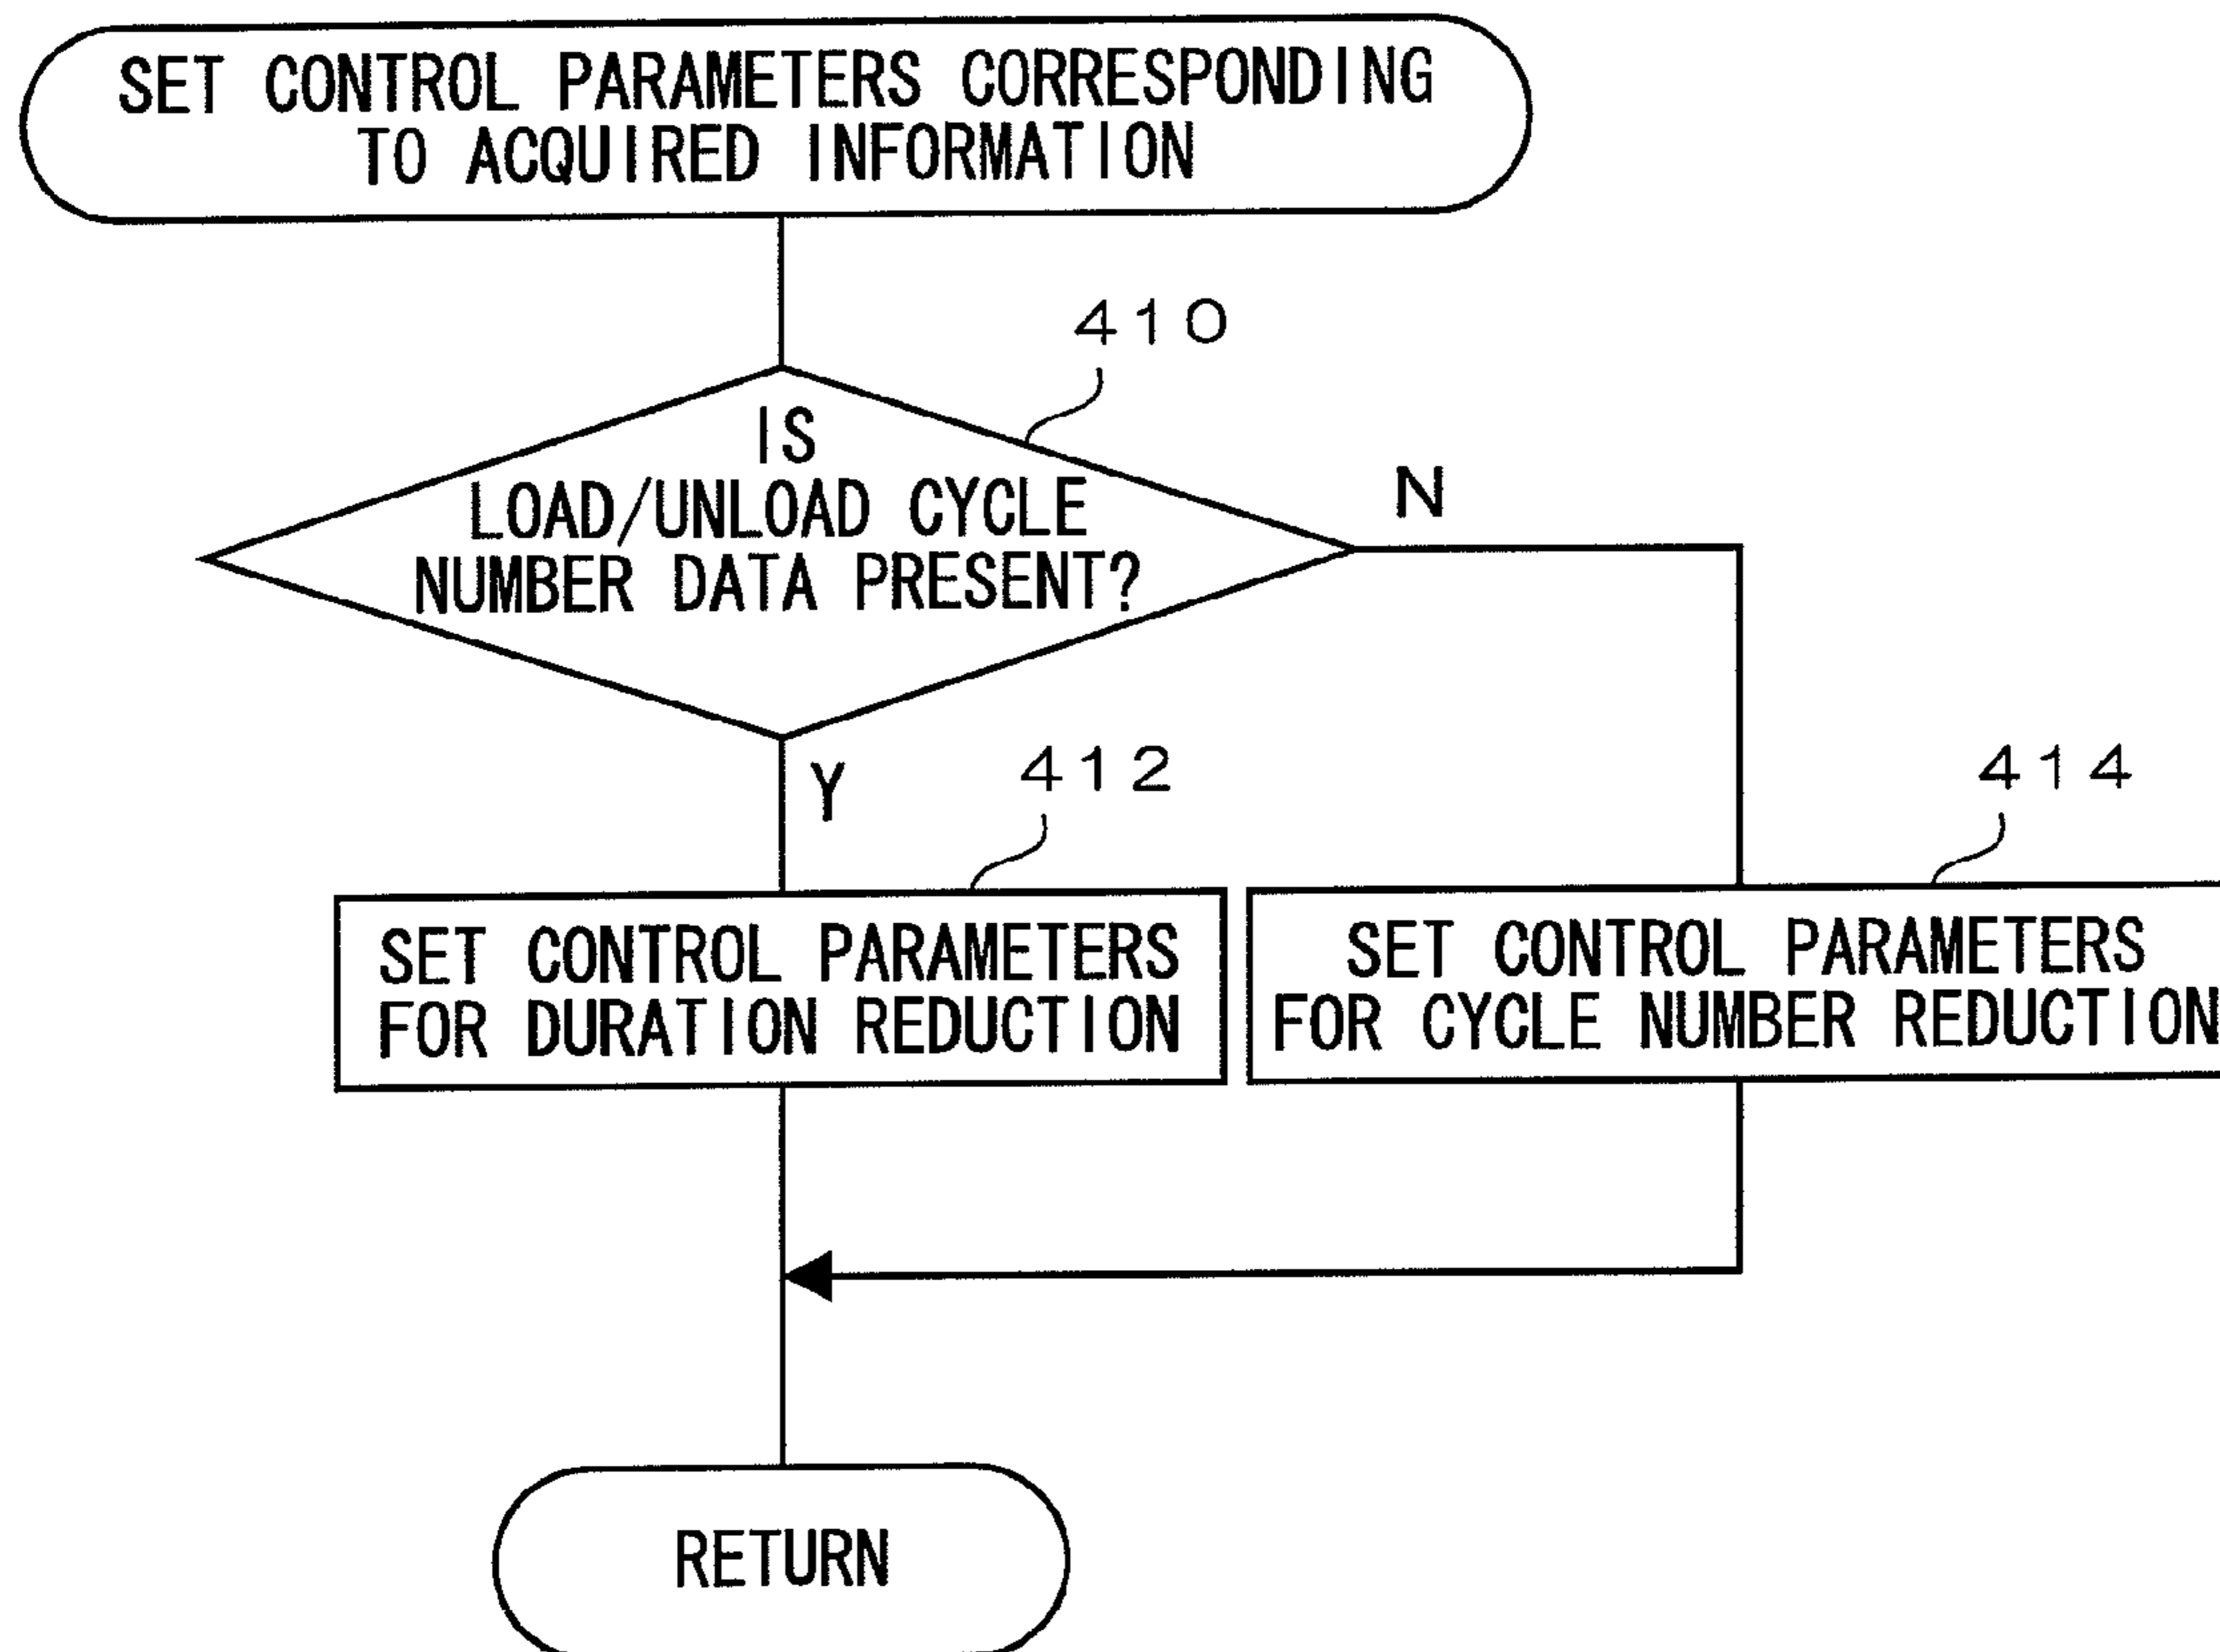 SET CONTROL PARAMETERS CORRESPONDING
TO ACQUIRED INFORMATION
410
IS
LOAD/UNLOAD CYCLE
NUMBER DATA PRESENT?
N
Y
412
414
SET CONTROL PARAMETERS
FOR DURATION REDUCTION
SET CONTROL PARAMETERS
FOR CYCLE NUMBER REDUCTION
RETURN